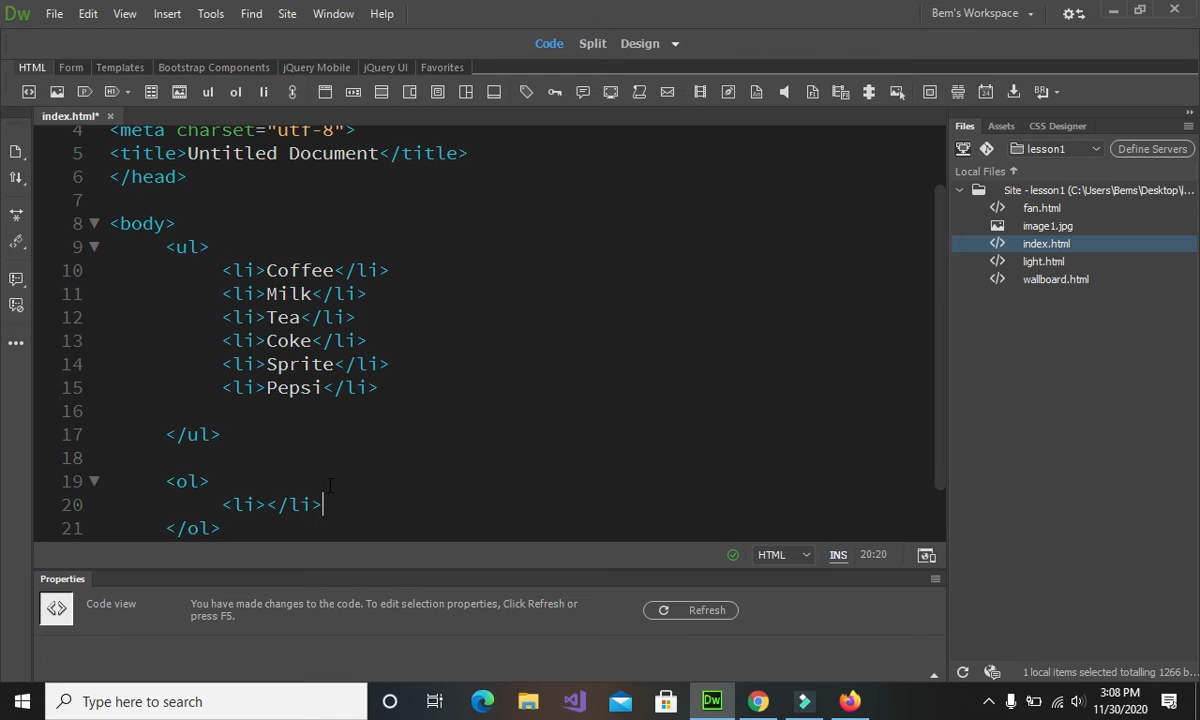 Dw File Edit View Insert Tools Find Site Window Help Bem's Workspace
Code Split Design
HTML Form Templates Bootstrap Components jQuery Mobile jQuery UI Favorites
H1 ul ol li BR
index.html* Files Assets CSS Designer
4 <meta charset="utf-8">
5 <title>Untitled Document</title>
6 </head>
7
8 <body>
9 <ul>
10 <li>Coffee</li>
11 <li>Milk</li>
12 <li>Tea</li>
13 <li>Coke</li>
14 <li>Sprite</li>
15 <li>Pepsi</li>
16
17 </ul>
18
19 <ol>
20 <li></li>
21 </ol>
lesson1 Define Servers
Local Files
Site - lesson1 (C:\Users\Bems\Desktop\l...
fan.html
image1.jpg
index.html
light.html
wallboard.html
HTML INS 20:20
Properties
Code view You have made changes to the code. To edit selection properties, Click Refresh or
press F5.
Refresh
1 local items selected totalling 1266 b...
Type here to search
Dw
3:08 PM
11/30/2020